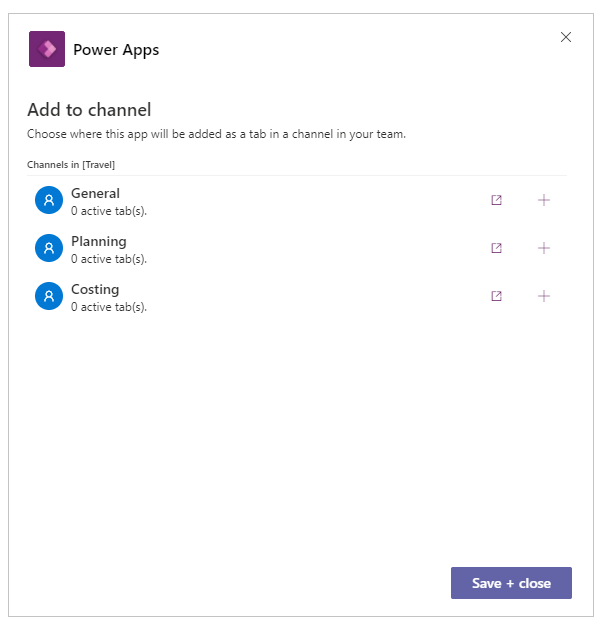 Power Apps
Add to channel
Choose where this app will be added as a tab in a channel in your team.
Channels in [Travel]
General
0 active tab(s).
Planning
0 active tab(s).
Costing
0 active tab(s).
Save + close